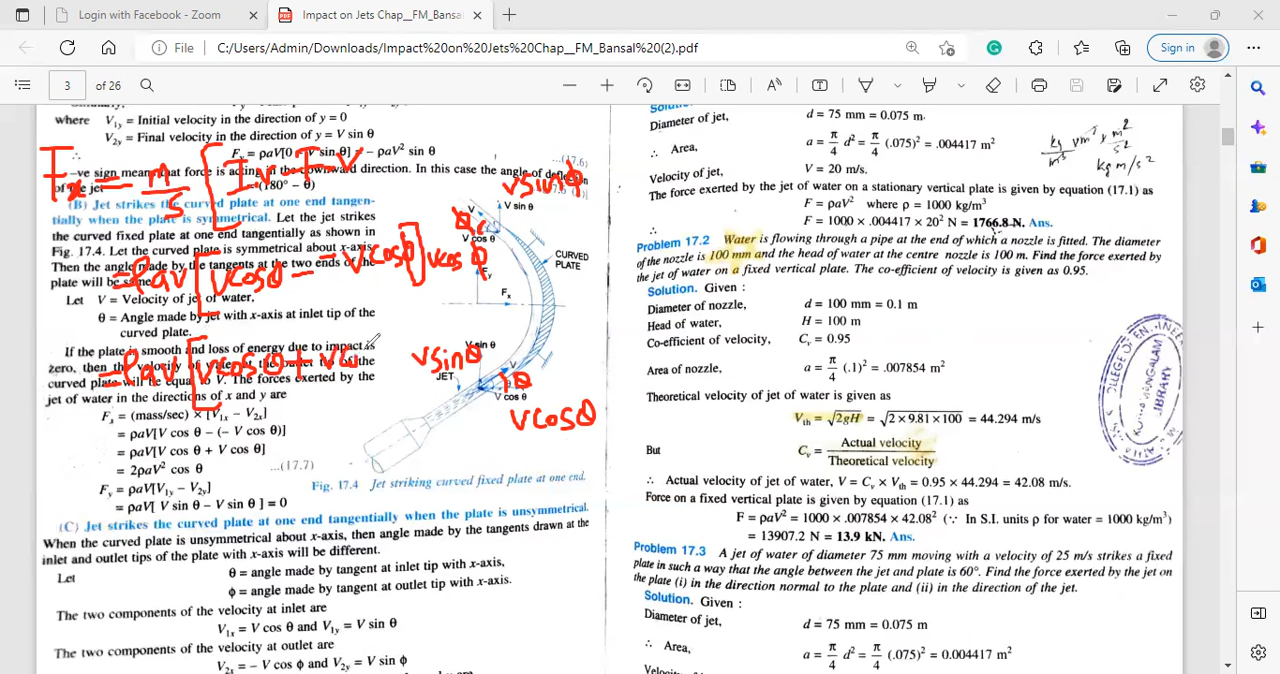 Login with Facebook - Zoom
Impact on Jets Chap__FM_Bansal
File
C:/Users/Admin/Downloads/Impact%20on%20Jets%20Chap__FM_Bansal%20(2).pdf
Sign in
3 of 26
where V1y = Initial velocity in the direction of y = 0
V2y = Final velocity in the direction of y = V sin θ
∴ Fy = ρaV[0 – V sin θ] = – ρaV² sin θ
...(17.6)
–ve sign means that force is acting in the downward direction. In this case the angle of deflection
of the jet = (180° – θ)
(B) Jet strikes the curved plate at one end tangen-
tially when the plate is symmetrical. Let the jet strikes
the curved fixed plate at one end tangentially as shown in
Fig. 17.4. Let the curved plate is symmetrical about x-axis.
Then the angle made by the tangents at the two ends of the
plate will be same.
Let V = Velocity of jet of water,
θ = Angle made by jet with x-axis at inlet tip of the
curved plate.
If the plate is smooth and loss of energy due to impact is
zero, then the velocity of water at the outlet tip of the
curved plate will be equal to V. The forces exerted by the
jet of water in the directions of x and y are
Fx = (mass/sec) × [V1x – V2x]
= ρaV[V cos θ – (– V cos θ)]
= ρaV[V cos θ + V cos θ]
= 2ρaV² cos θ ...(17.7)
Fy = ρaV[V1y – V2y]
= ρaV[ V sin θ – V sin θ ] = 0
Fx = M/S [IV – FV
= ρav[vcosθ – –vcosθ]
= ρav[vcosθ + vc
vsinϕ
V
V sin θ
V cos θ
vcosϕ
Fy
Fx
CURVED
PLATE
V sin θ
vsinθ
V
JET
θ
V cos θ
vcosθ
Fig. 17.4 Jet striking curved fixed plate at one end.
(C) Jet strikes the curved plate at one end tangentially when the plate is unsymmetrical.
When the curved plate is unsymmetrical about x-axis, then angle made by the tangents drawn at the
inlet and outlet tips of the plate with x-axis will be different.
Let θ = angle made by tangent at inlet tip with x-axis,
ϕ = angle made by tangent at outlet tip with x-axis.
The two components of the velocity at inlet are
V1x = V cos θ and V1y = V sin θ
The two components of the velocity at outlet are
V2x = – V cos ϕ and V2y = V sin ϕ
Diameter of jet, d = 75 mm = 0.075 m
∴ Area, a = π/4 d² = π/4 (.075)² = .004417 m²
Velocity of jet, V = 20 m/s.
The force exerted by the jet of water on a stationary vertical plate is given by equation (17.1) as
F = ρaV² where ρ = 1000 kg/m³
∴ F = 1000 × .004417 × 20² N = 1766.8 N. Ans.
kg m/s²
Problem 17.2 Water is flowing through a pipe at the end of which a nozzle is fitted. The diameter
of the nozzle is 100 mm and the head of water at the centre nozzle is 100 m. Find the force exerted by
the jet of water on a fixed vertical plate. The co-efficient of velocity is given as 0.95.
Solution. Given :
Diameter of nozzle, d = 100 mm = 0.1 m
Head of water, H = 100 m
Co-efficient of velocity, Cv = 0.95
Area of nozzle, a = π/4 (.1)² = .007854 m²
Theoretical velocity of jet of water is given as
Vth = √2gH = √2 × 9.81 × 100 = 44.294 m/s
But Cv = Actual velocity / Theoretical velocity
∴ Actual velocity of jet of water, V = Cv × Vth = 0.95 × 44.294 = 42.08 m/s.
Force on a fixed vertical plate is given by equation (17.1) as
F = ρaV² = 1000 × .007854 × 42.08² (∵ In S.I. units ρ for water = 1000 kg/m³)
= 13907.2 N = 13.9 kN. Ans.
Problem 17.3 A jet of water of diameter 75 mm moving with a velocity of 25 m/s strikes a fixed
plate in such a way that the angle between the jet and plate is 60°. Find the force exerted by the jet on
the plate (i) in the direction normal to the plate and (ii) in the direction of the jet.
Solution. Given :
Diameter of jet, d = 75 mm = 0.075 m
∴ Area, a = π/4 d² = π/4 (.075)² = 0.004417 m²
LIBRARY